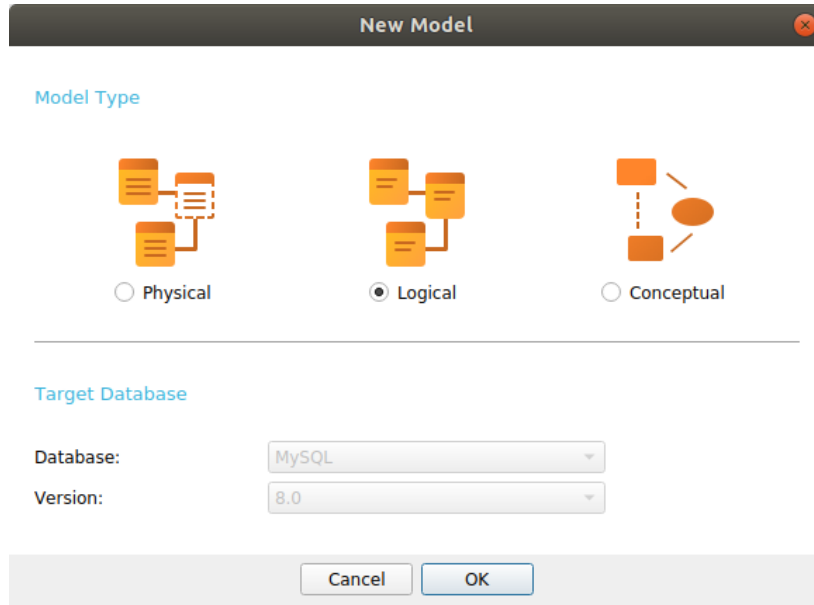 New Model
Model Type
Physical
Logical
Conceptual
Target Database
Database:
MySQL
Version:
8.0
Cancel
OK